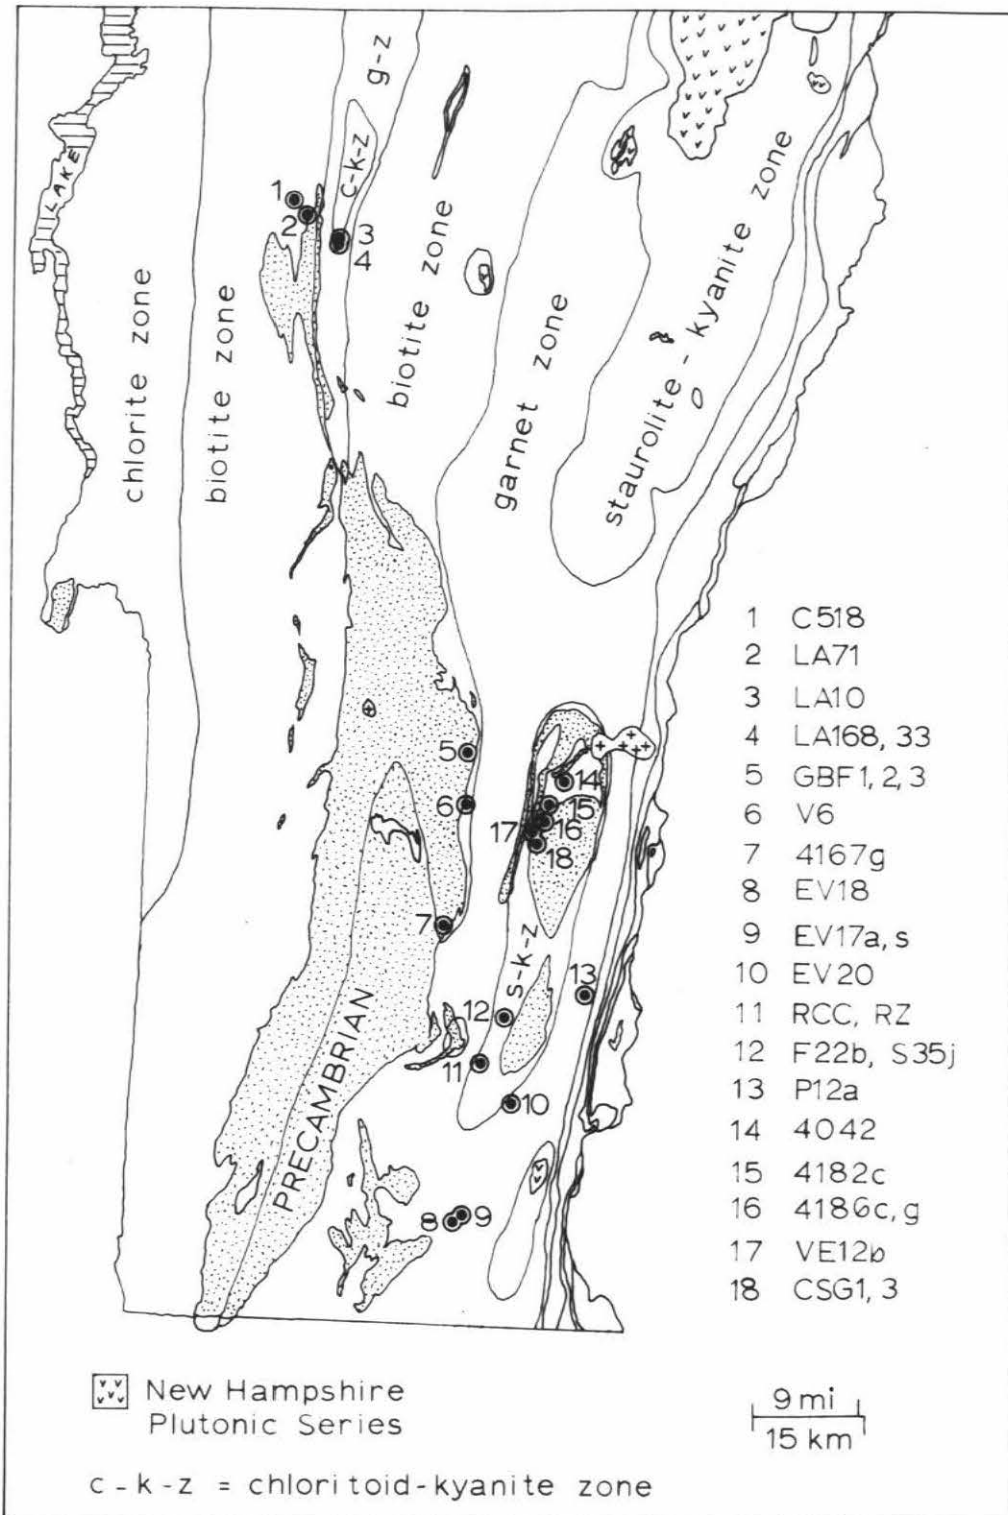 g-z
c-k-z
LAKE
1
2
3
4
chlorite zone
biotite zone
biotite zone
garnet zone
staurolite - kyanite zone
5
6
7
14
15
16
17
18
s-k-z
13
12
11
10
PRECAMBRIAN
8
9
1 C518
2 LA71
3 LA10
4 LA168, 33
5 GBF1, 2, 3
6 V6
7 4167g
8 EV18
9 EV17a, s
10 EV20
11 RCC, RZ
12 F22b, S35j
13 P12a
14 4042
15 4182c
16 4186c, g
17 VE12b
18 CSG1, 3
New Hampshire
Plutonic Series
9 mi
15 km
c-k-z = chloritoid-kyanite zone